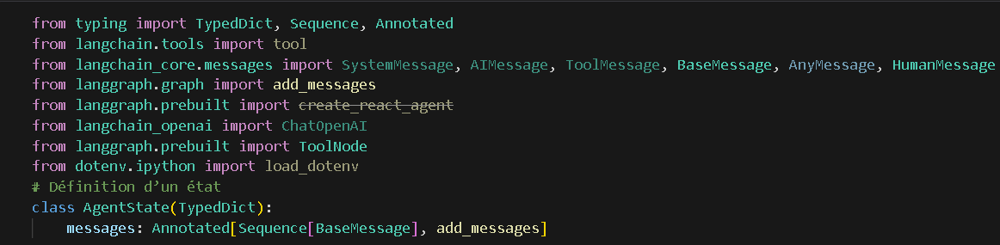 from typing import TypedDict, Sequence, Annotated
from langchain.tools import tool
from langchain_core.messages import SystemMessage, AIMessage, ToolMessage, BaseMessage, AnyMessage, HumanMessage
from langgraph.graph import add_messages
from langgraph.prebuilt import create_react_agent
from langchain_openai import ChatOpenAI
from langgraph.prebuilt import ToolNode
from dotenv.ipython import load_dotenv
# Définition d’un état
class AgentState(TypedDict):
    messages: Annotated[Sequence[BaseMessage], add_messages]